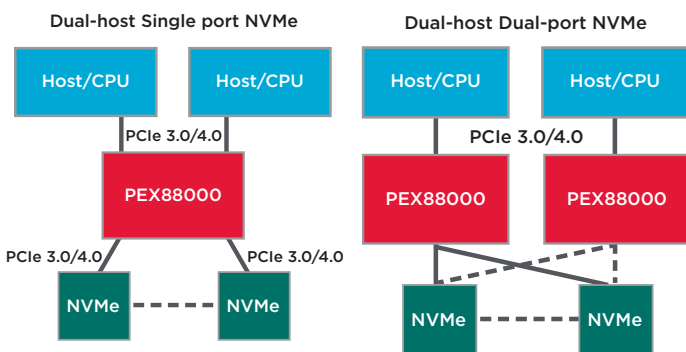 Dual-host Single port NVMe
Host/CPU
Host/CPU
PCIe 3.0/4.0
PEX88000
PCIe 3.0/4.0
PCIe 3.0/4.0
NVMe
NVMe
Dual-host Dual-port NVMe
Host/CPU
Host/CPU
PCIe 3.0/4.0
PEX88000
PEX88000
NVMe
NVMe